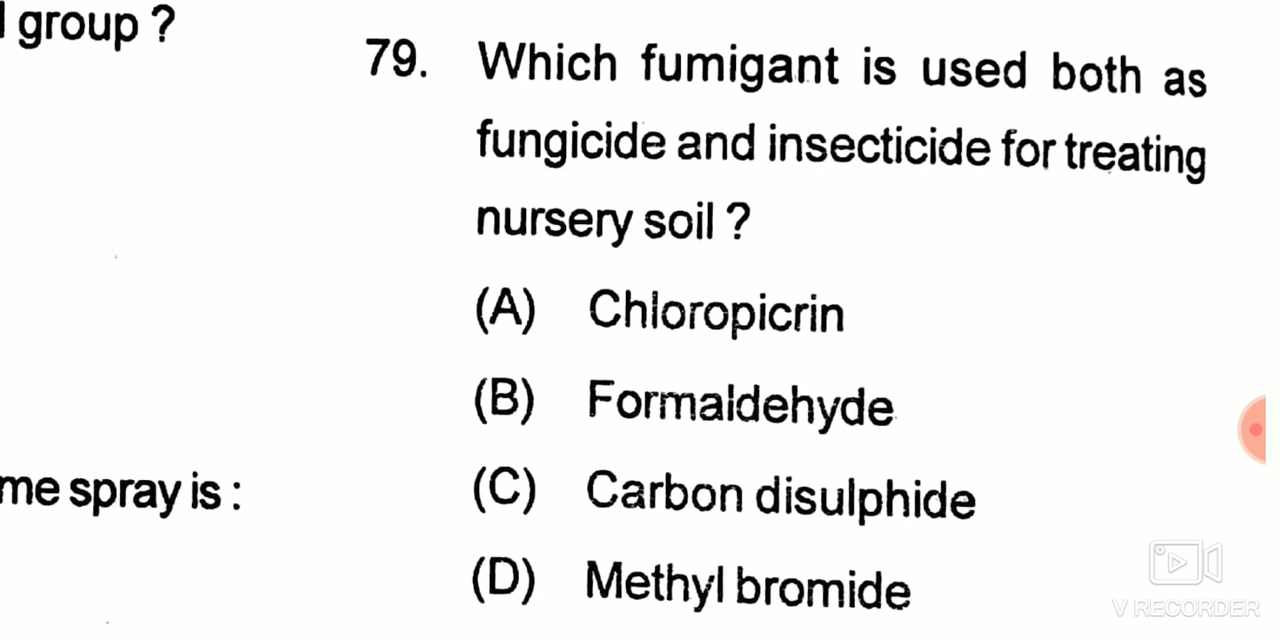 group ?
79. Which fumigant is used both as
fungicide and insecticide for treating
nursery soil ?
(A) Chloropicrin
(B) Formaldehyde
(C) Carbon disulphide
me spray is :
(D) Methyl bromide
V RECORDER